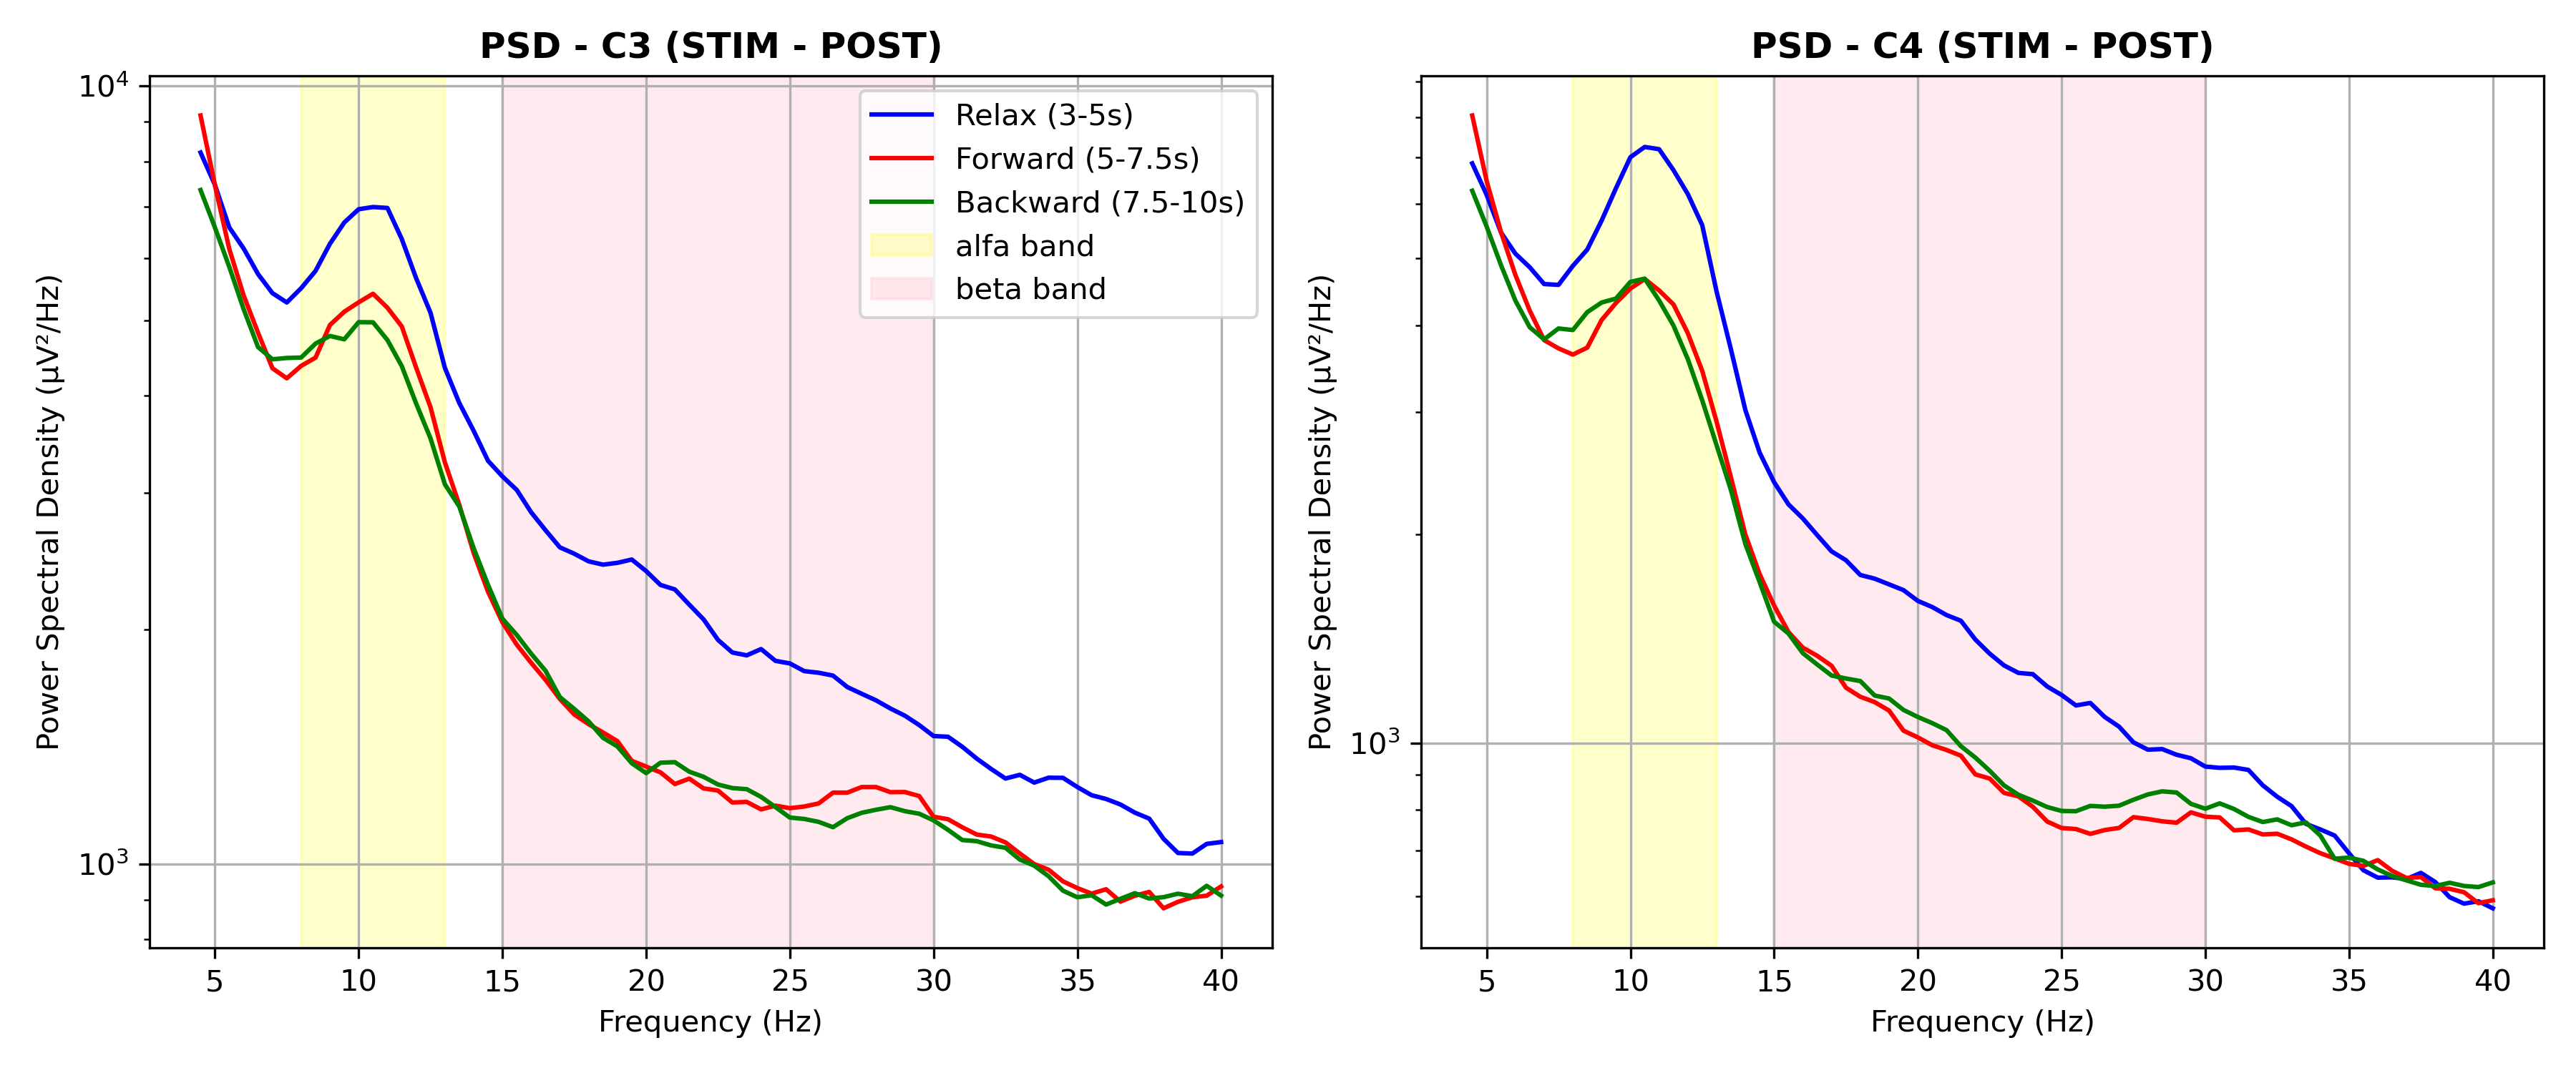 PSD - C3 (STIM - POST)
10⁴
10³
Power Spectral Density (µV²/Hz)
Relax (3-5s)
Forward (5-7.5s)
Backward (7.5-10s)
alfa band
beta band
5 10 15 20 25 30 35 40
Frequency (Hz)
PSD - C4 (STIM - POST)
10³
Power Spectral Density (µV²/Hz)
5 10 15 20 25 30 35 40
Frequency (Hz)